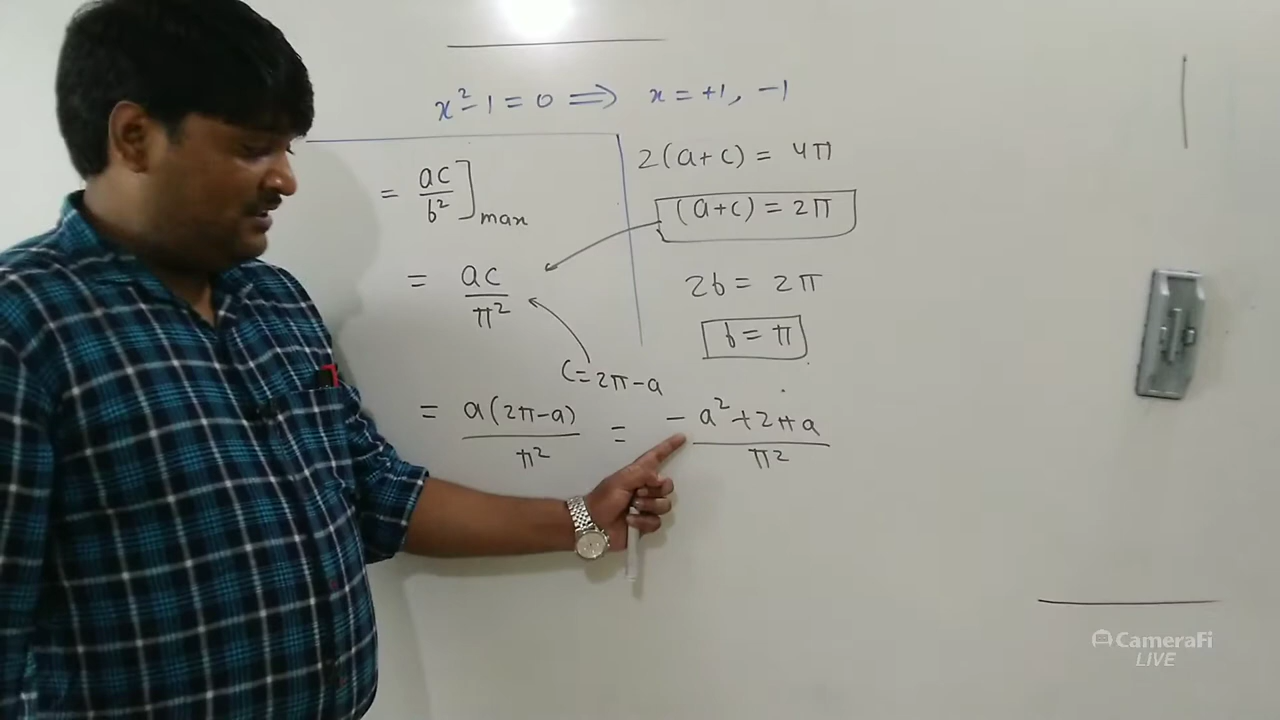 x² - 1 = 0 ⟹ x = +1, -1
= ac/b² ]max
= ac/π²
C = 2π - a
= a(2π-a)/π² = -a² + 2πa/π²
2(a+c) = 4π
(a+c) = 2π
2b = 2π
b = π
CameraFi
LIVE